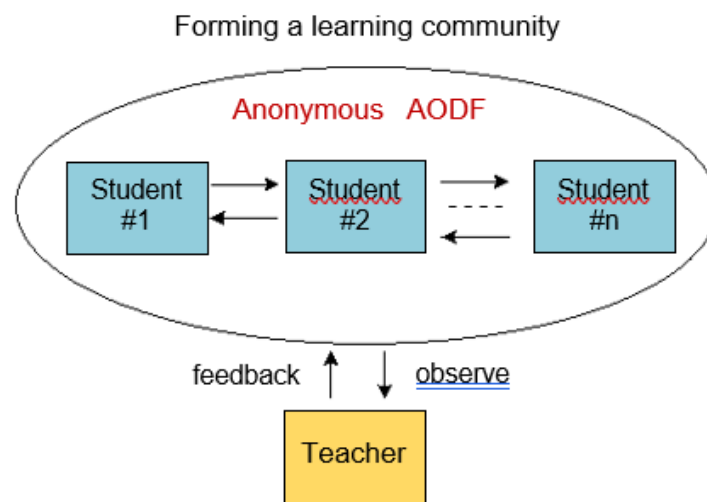 Forming a learning community
Anonymous AODF
Student
#1
Student
#2
Student
#n
feedback
observe
Teacher